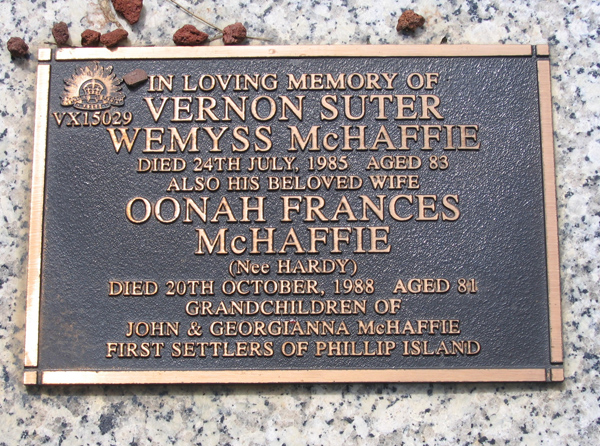 IN LOVING MEMORY OF
VX15029
VERNON SUTER
WEMYSS McHAFFIE
DIED 24TH JULY, 1985 AGED 83
ALSO HIS BELOVED WIFE
OONAH FRANCES
McHAFFIE
(Nee HARDY)
DIED 20TH OCTOBER, 1988 AGED 81
GRANDCHILDREN OF
JOHN & GEORGIANNA McHAFFIE
FIRST SETTLERS OF PHILLIP ISLAND